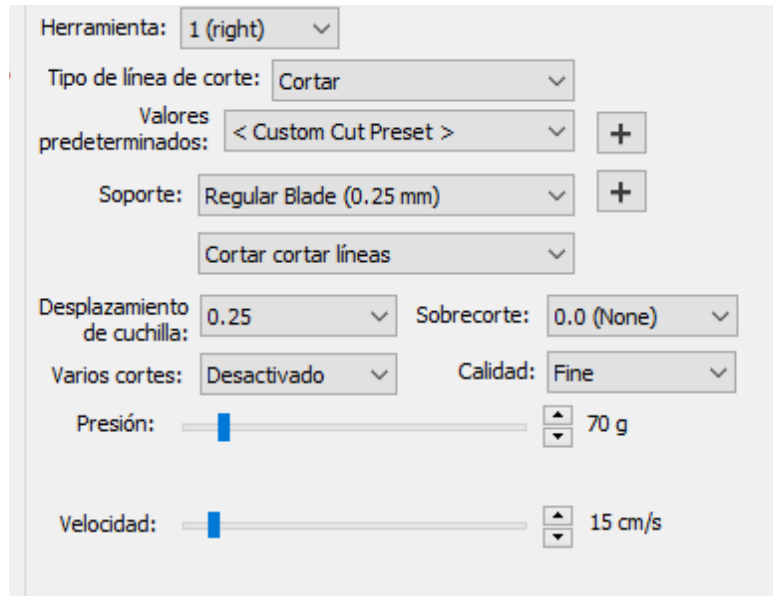 Herramienta: 1 (right)
Tipo de línea de corte: Cortar
Valores
predeterminados: < Custom Cut Preset > +
Soporte: Regular Blade (0.25 mm) +
Cortar cortar líneas
Desplazamiento
de cuchilla: 0.25 Sobrecorte: 0.0 (None)
Varios cortes: Desactivado Calidad: Fine
Presión: 70 g
Velocidad: 15 cm/s